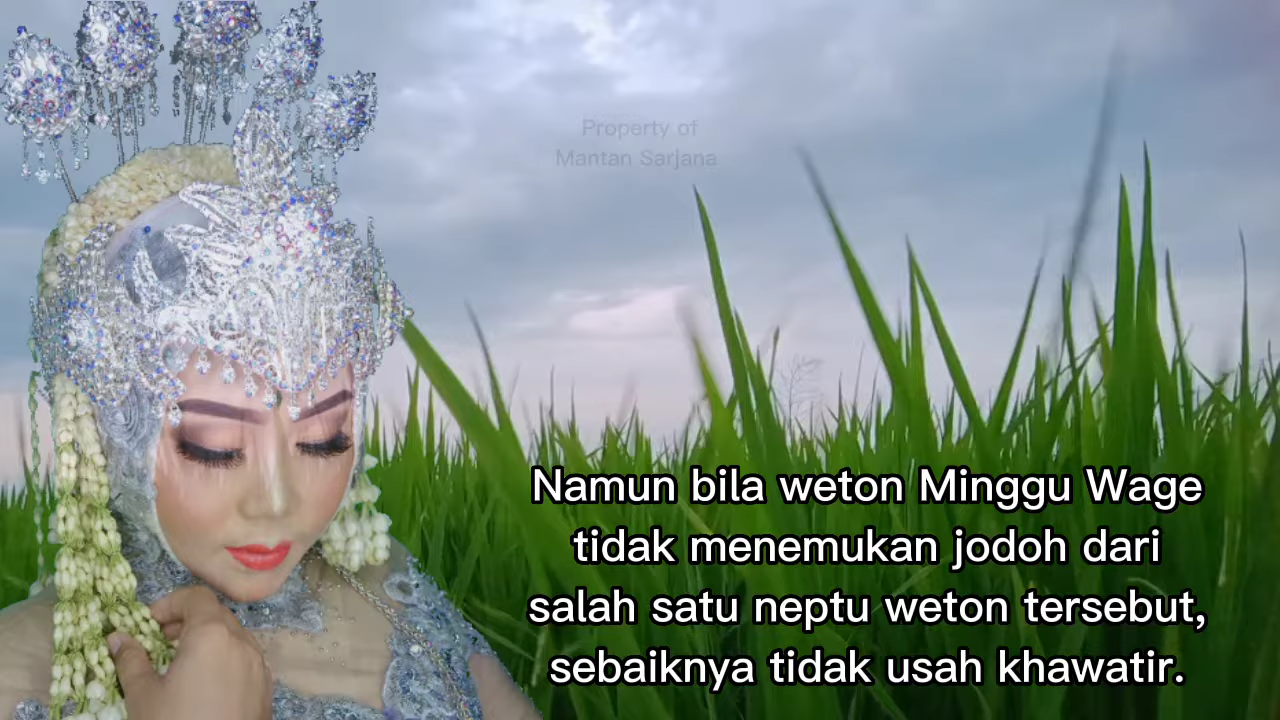 Property of
Mantan Sarjana
Namun bila weton Minggu Wage
tidak menemukan jodoh dari
salah satu neptu weton tersebut,
sebaiknya tidak usah khawatir.